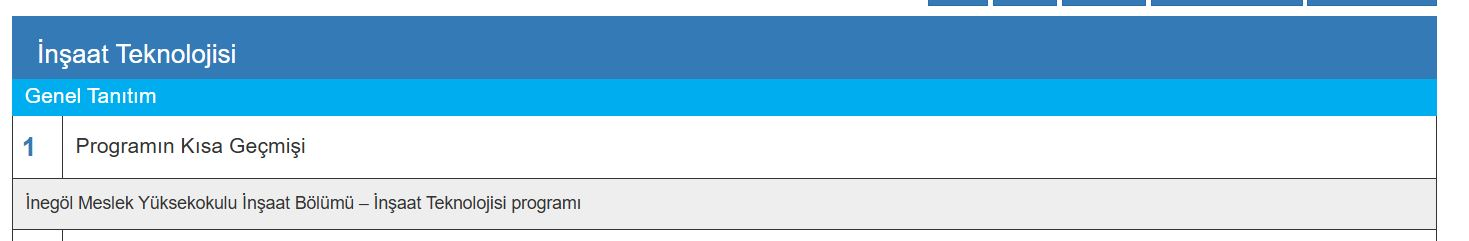 İnşaat Teknolojisi
Genel Tanıtım
1 Programın Kısa Geçmişi
İnegöl Meslek Yüksekokulu İnşaat Bölümü – İnşaat Teknolojisi programı